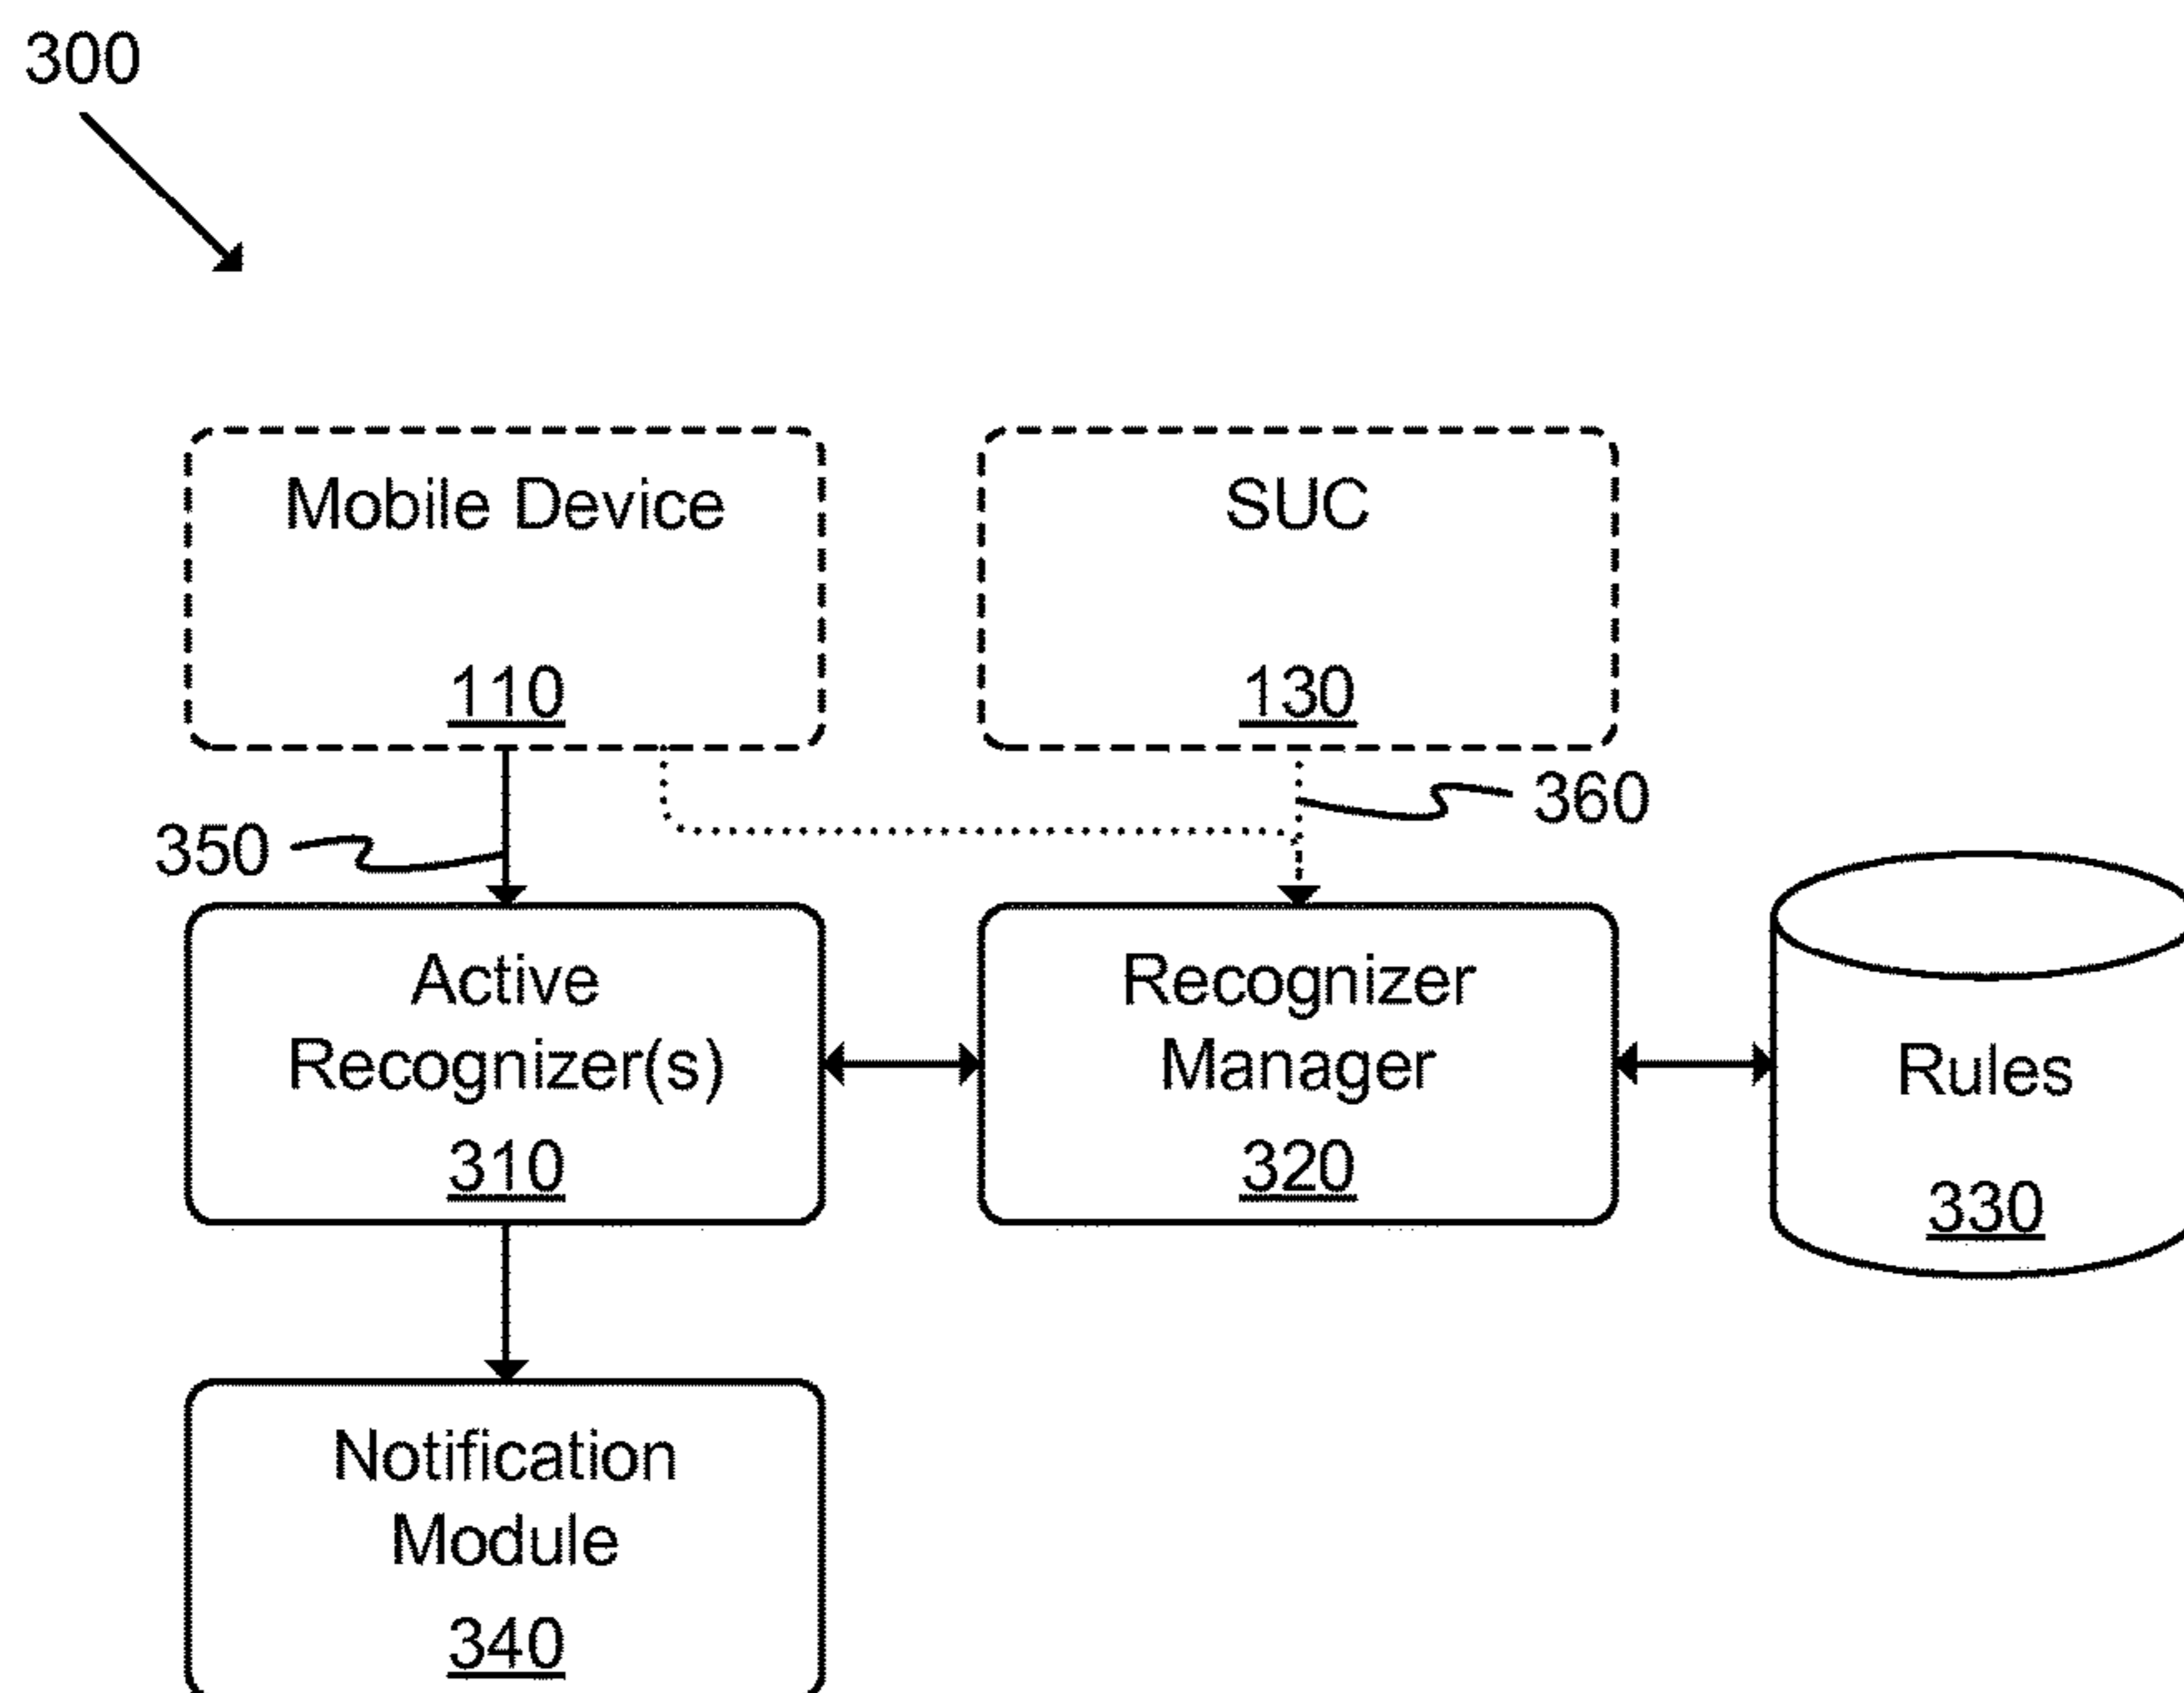 300
Mobile Device
110
SUC
130
350
360
Active
Recognizer(s)
310
Recognizer
Manager
320
Rules
330
Notification
Module
340